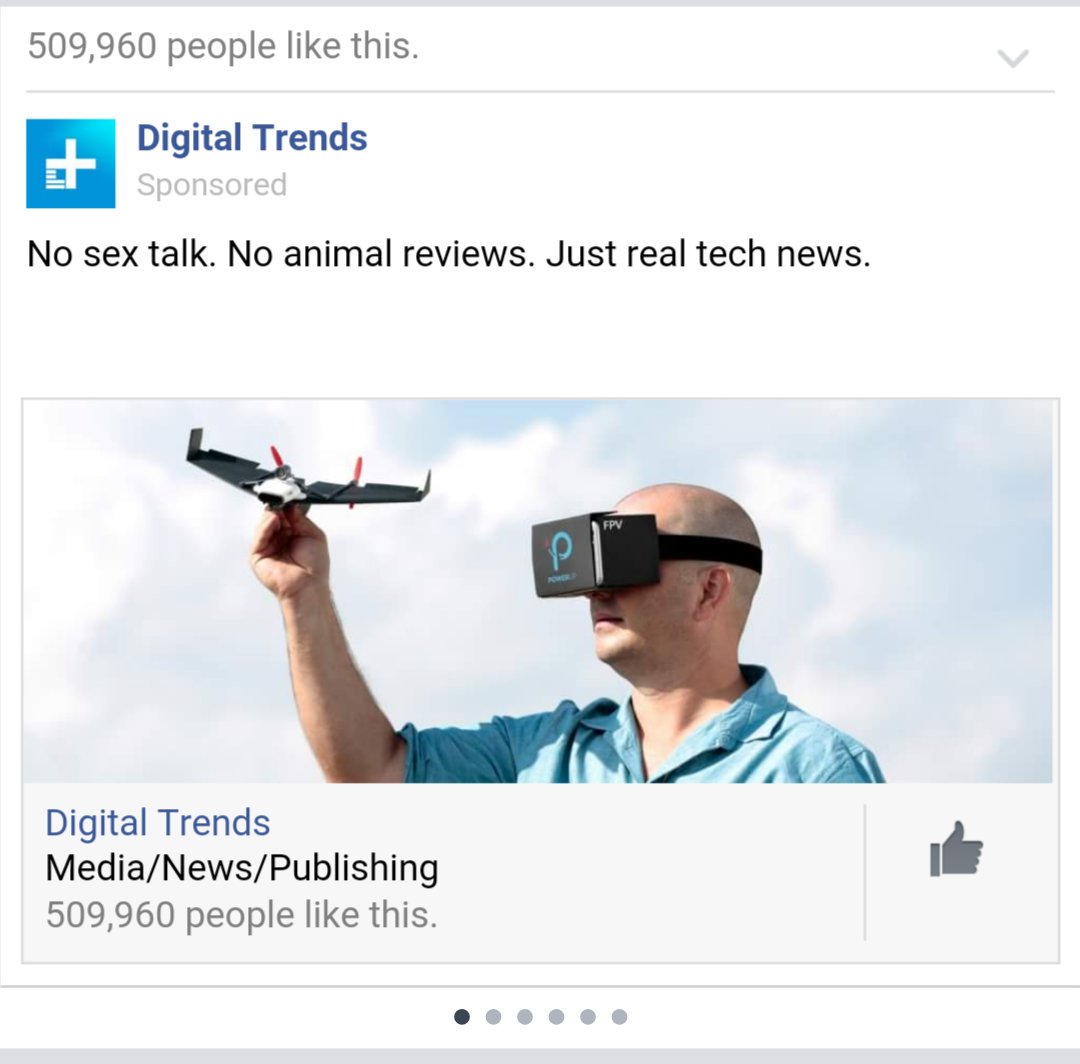 509,960 people like this.
Digital Trends
Sponsored
No sex talk. No animal reviews. Just real tech news.
FPV
POWERUP
Digital Trends
Media/News/Publishing
509,960 people like this.